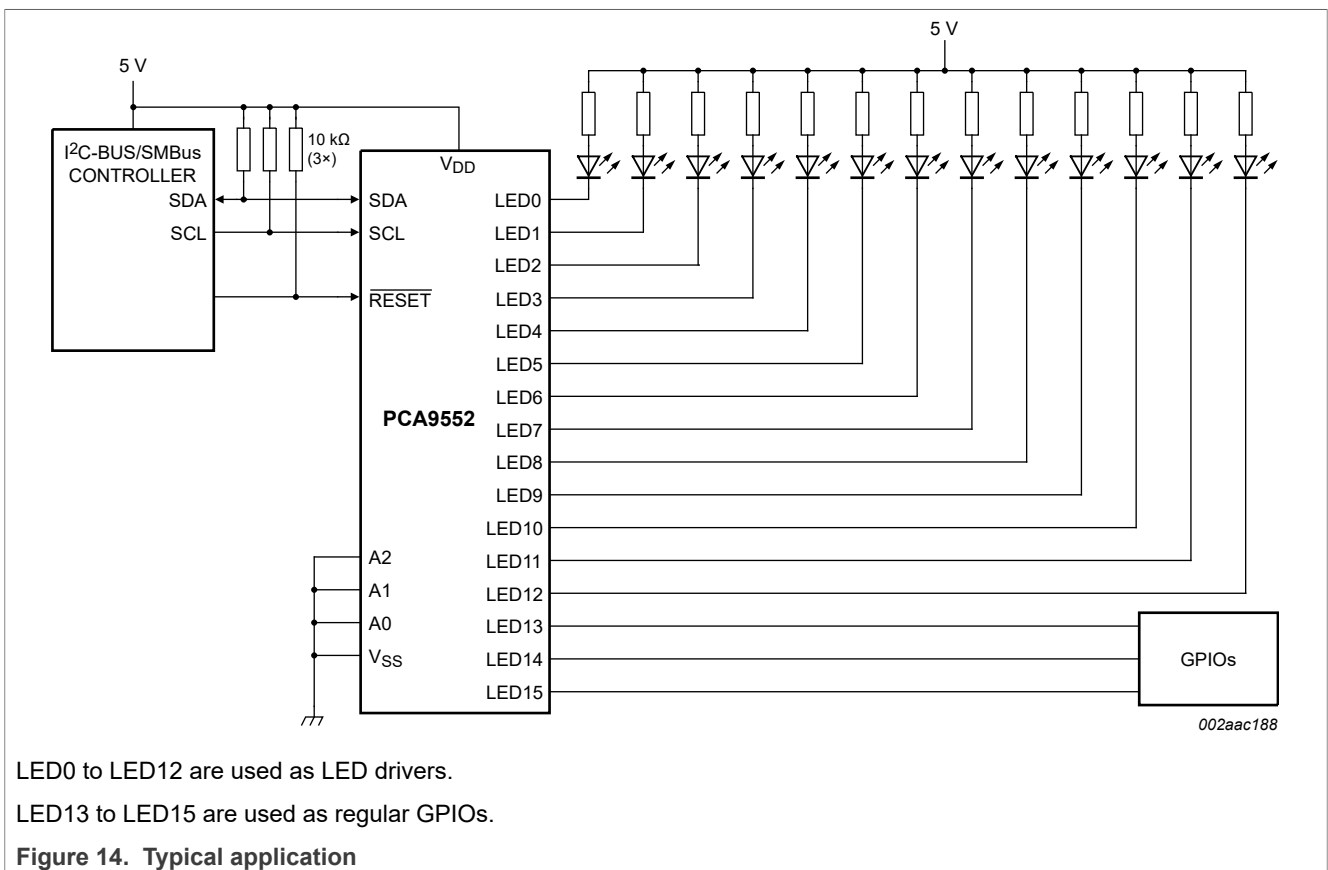 5 V
5 V
I2C-BUS/SMBus
CONTROLLER
SDA
SCL
10 kΩ
(3×)
VDD
SDA
SCL
RESET
PCA9552
A2
A1
A0
VSS
LED0
LED1
LED2
LED3
LED4
LED5
LED6
LED7
LED8
LED9
LED10
LED11
LED12
LED13
LED14
LED15
GPIOs
002aac188
LED0 to LED12 are used as LED drivers.
LED13 to LED15 are used as regular GPIOs.
Figure 14. Typical application